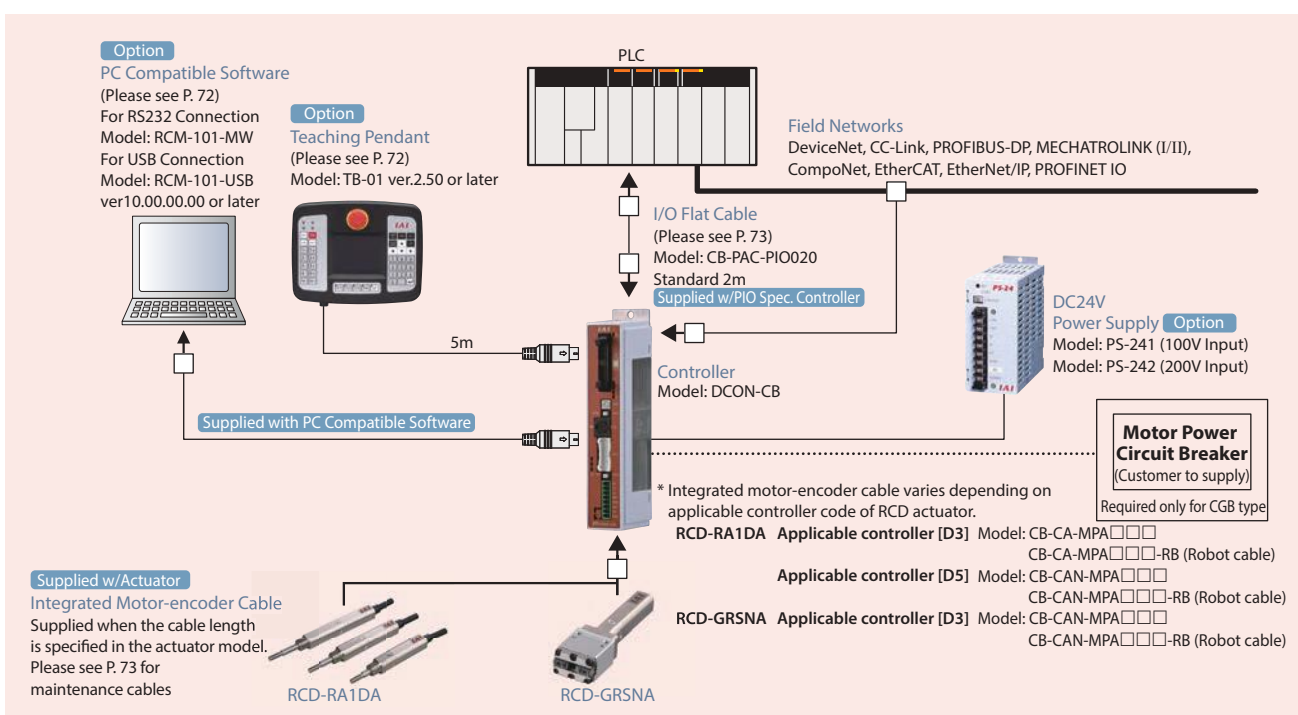 Option
PC Compatible Software
(Please see P. 72)
For RS232 Connection
Model: RCM-101-MW
For USB Connection
Model: RCM-101-USB
ver10.00.00.00 or later
Option
Teaching Pendant
(Please see P. 72)
Model: TB-01 ver.2.50 or later
IAI
PLC
Field Networks
DeviceNet, CC-Link, PROFIBUS-DP, MECHATROLINK (I/II),
CompoNet, EtherCAT, EtherNet/IP, PROFINET IO
I/O Flat Cable
(Please see P. 73)
Model: CB-PAC-PIO020
Standard 2m
Supplied w/PIO Spec. Controller
5m
Controller
Model: DCON-CB
PS-24
IAI
DC24V
Power Supply Option
Model: PS-241 (100V Input)
Model: PS-242 (200V Input)
Supplied with PC Compatible Software
Motor Power
Circuit Breaker
(Customer to supply)
Required only for CGB type
* Integrated motor-encoder cable varies depending on
applicable controller code of RCD actuator.
RCD-RA1DA Applicable controller [D3] Model: CB-CA-MPA□□□
CB-CA-MPA□□□-RB (Robot cable)
Applicable controller [D5] Model: CB-CAN-MPA□□□
CB-CAN-MPA□□□-RB (Robot cable)
RCD-GRSNA Applicable controller [D3] Model: CB-CAN-MPA□□□
CB-CAN-MPA□□□-RB (Robot cable)
Supplied w/Actuator
Integrated Motor-encoder Cable
Supplied when the cable length
is specified in the actuator model.
Please see P. 73 for
maintenance cables
RCD-RA1DA
RCD-GRSNA